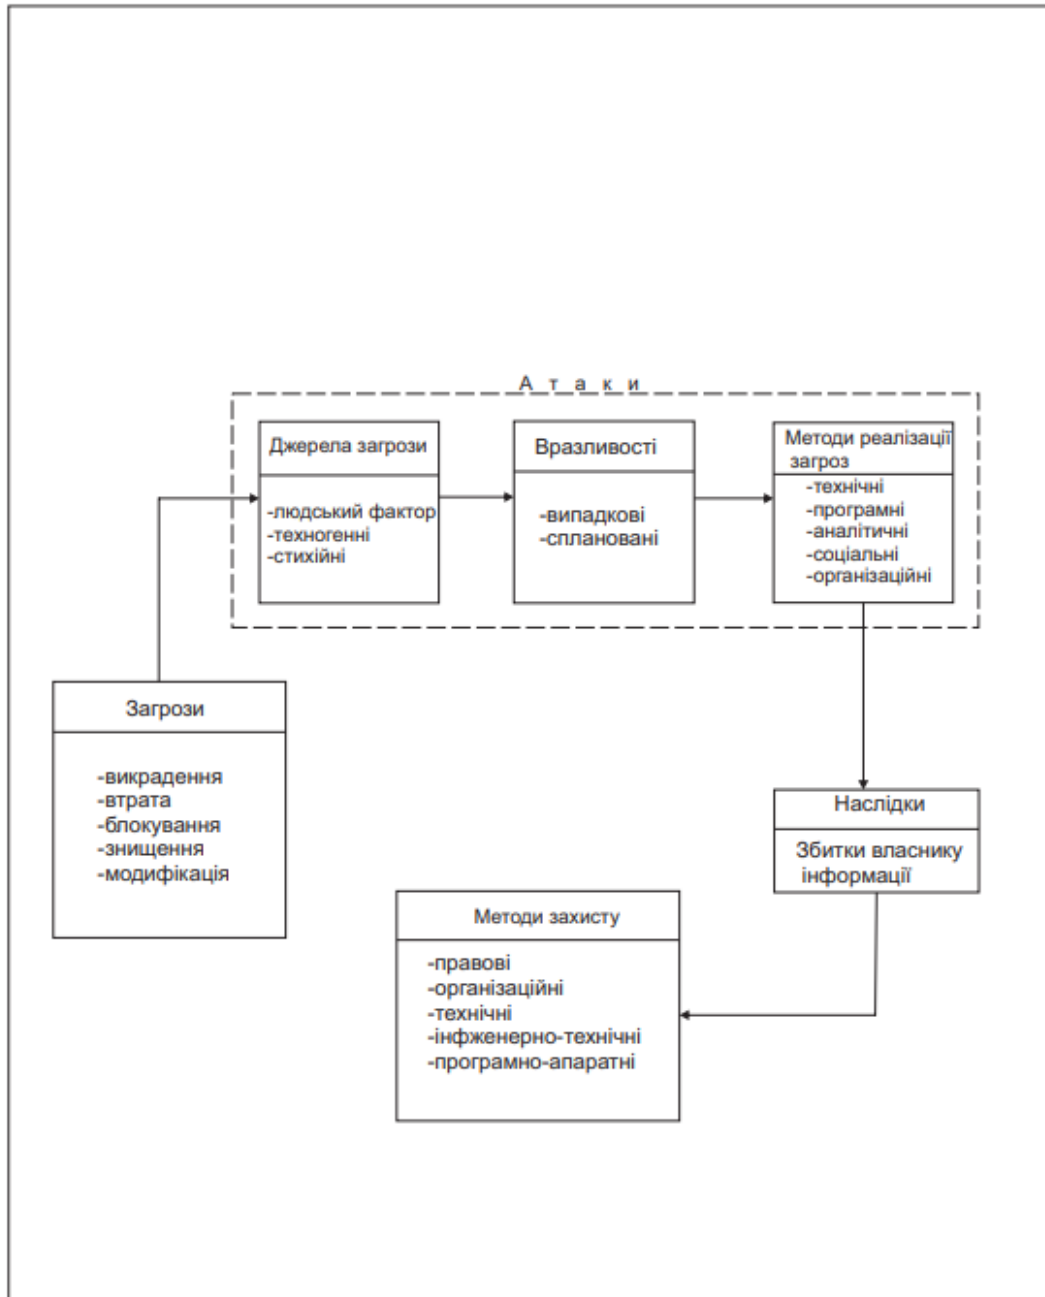 А т а к и
Джерела загрози
-людський фактор
-техногенні
-стихійні
Вразливості
-випадкові
-сплановані
Методи реалізації
загроз
-технічні
-програмні
-аналітичні
-соціальні
-організаційні
Загрози
-викрадення
-втрата
-блокування
-знищення
-модифікація
Наслідки
Збитки власнику
інформації
Методи захисту
-правові
-організаційні
-технічні
-інфженерно-технічні
-програмно-апаратні